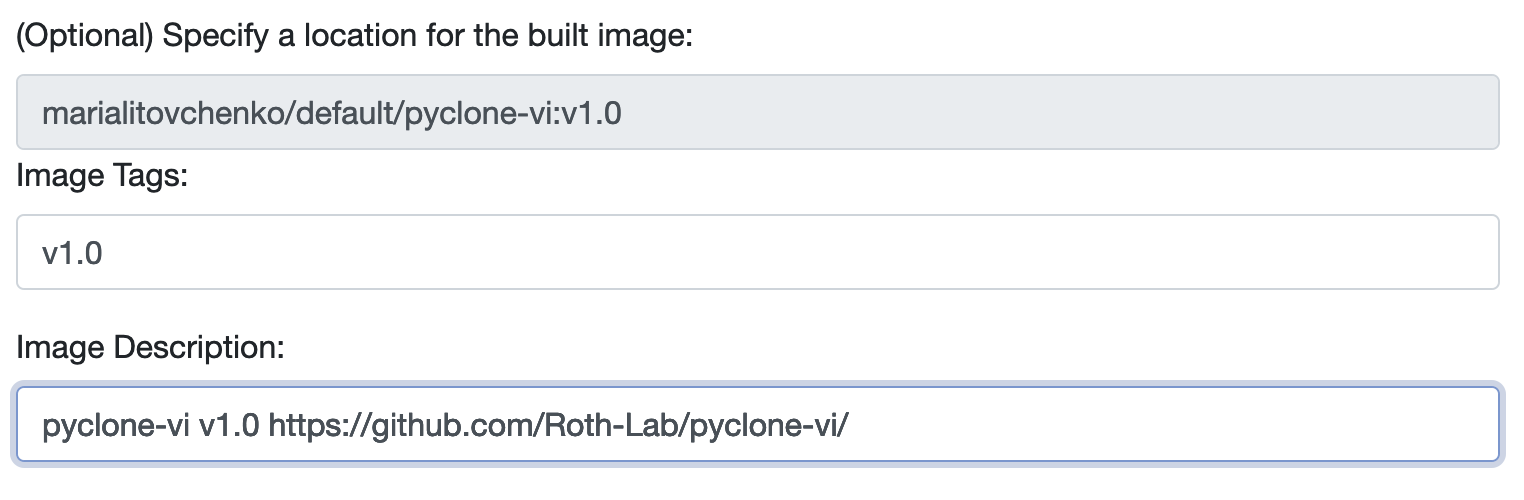 (Optional) Specify a location for the built image:
marialitovchenko/default/pyclone-vi:v1.0
Image Tags:
v1.0
Image Description:
pyclone-vi v1.0 https://github.com/Roth-Lab/pyclone-vi/